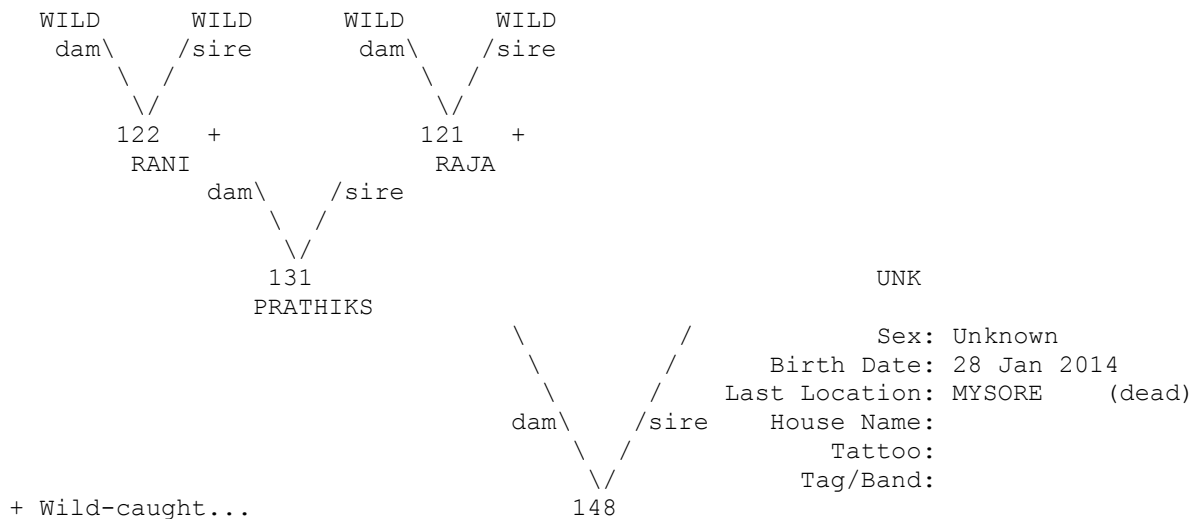 WILD        WILD       WILD        WILD
dam\     /sire       dam\     /sire
\   /                \   /
\/                   \/
122   +             121   +
RANI                RAJA
dam\     /sire
\   /
\/
131                                     UNK
PRATHIKS
\          /            Sex: Unknown
\        /      Birth Date: 28 Jan 2014
\      /    Last Location: MYSORE    (dead)
dam\    /sire    House Name:
\  /             Tattoo:
\/            Tag/Band:
+ Wild-caught...                    148